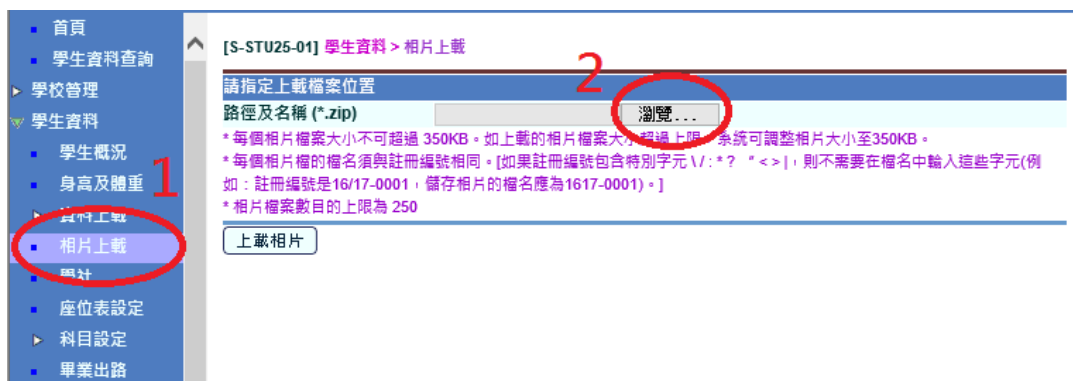 首頁
學生資料查詢
學校管理
學生資料
學生概況
身高及體重
1
資料上載
相片上載
學社
座位表設定
科目設定
畢業出路
[S-STU25-01] 學生資料 > 相片上載
2
請指定上載檔案位置
路徑及名稱 (*.zip)
瀏覽...
* 每個相片檔案大小不可超過 350KB。如上載的相片檔案大小超過上限，系統可調整相片大小至350KB。
* 每個相片檔的檔名須與註冊編號相同。[如果註冊編號包含特別字元 \ / : * ? " < > |，則不需要在檔名中輸入這些字元(例
如：註冊編號是16/17-0001，儲存相片的檔名應為1617-0001)。]
* 相片檔案數目的上限為 250
上載相片